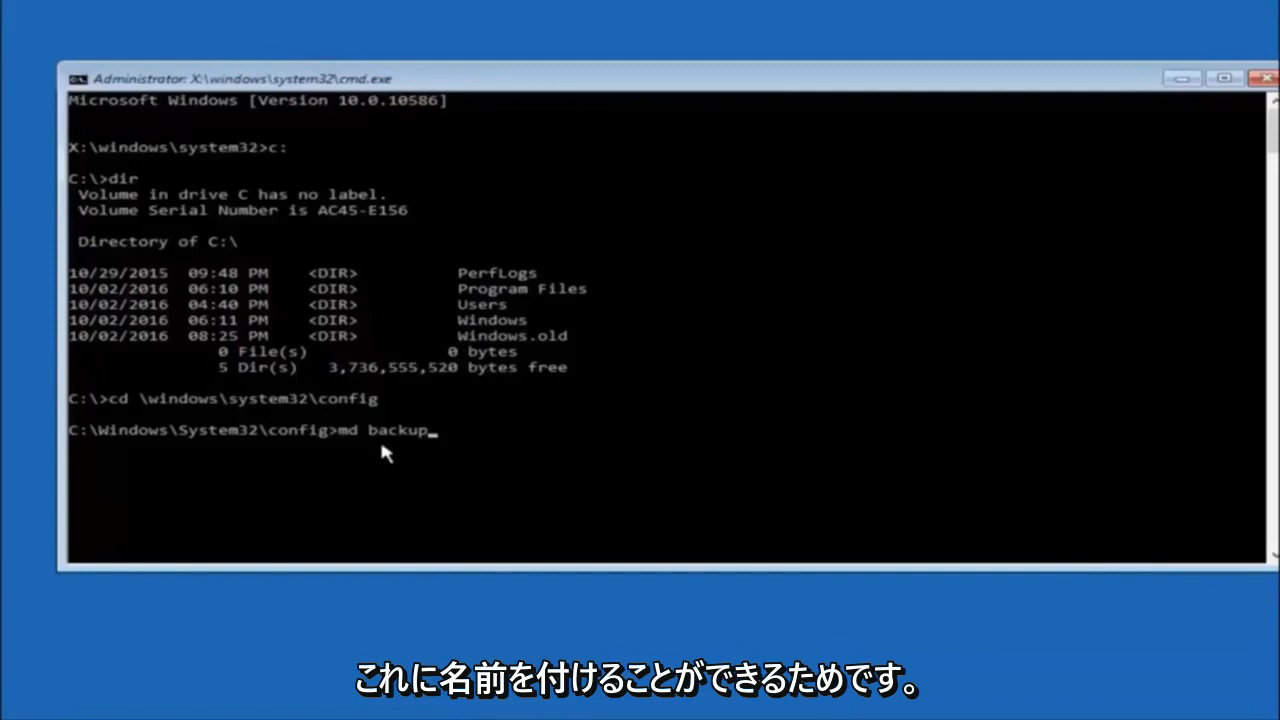 Administrator: X:\windows\system32\cmd.exe
Microsoft Windows [Version 10.0.10586]
X:\windows\system32>c:
C:\>dir
Volume in drive C has no label.
Volume Serial Number is AC45-E156
Directory of C:\
10/29/2015 09:48 PM <DIR> PerfLogs
10/02/2016 06:10 PM <DIR> Program Files
10/02/2016 04:40 PM <DIR> Users
10/02/2016 06:11 PM <DIR> Windows
10/02/2016 08:25 PM <DIR> Windows.old
0 File(s) 0 bytes
5 Dir(s) 3,736,555,520 bytes free
C:\>cd \windows\system32\config
C:\Windows\System32\config>md backup_
これに名前を付けることができるためです。